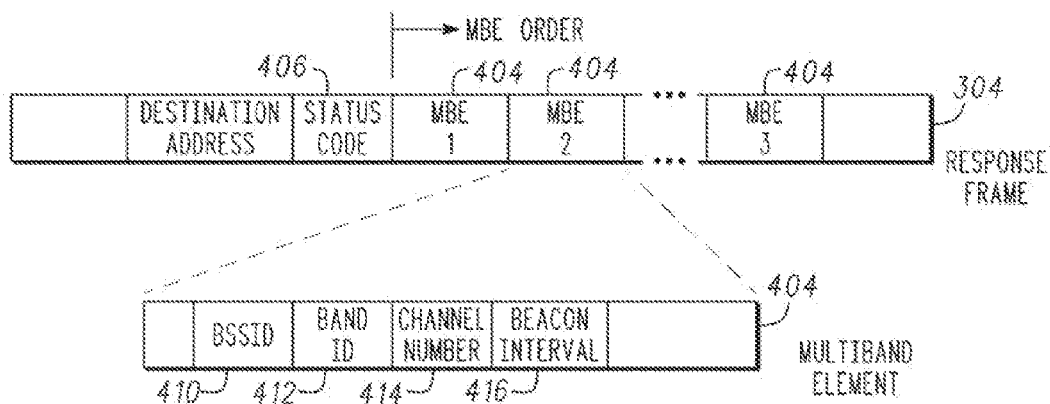 MBE ORDER
406 404 404 404 304
DESTINATION ADDRESS STATUS CODE MBE 1 MBE 2 ... MBE 3
RESPONSE FRAME
404
BSSID BAND ID CHANNEL NUMBER BEACON INTERVAL
410 412 414 416
MULTIBAND ELEMENT